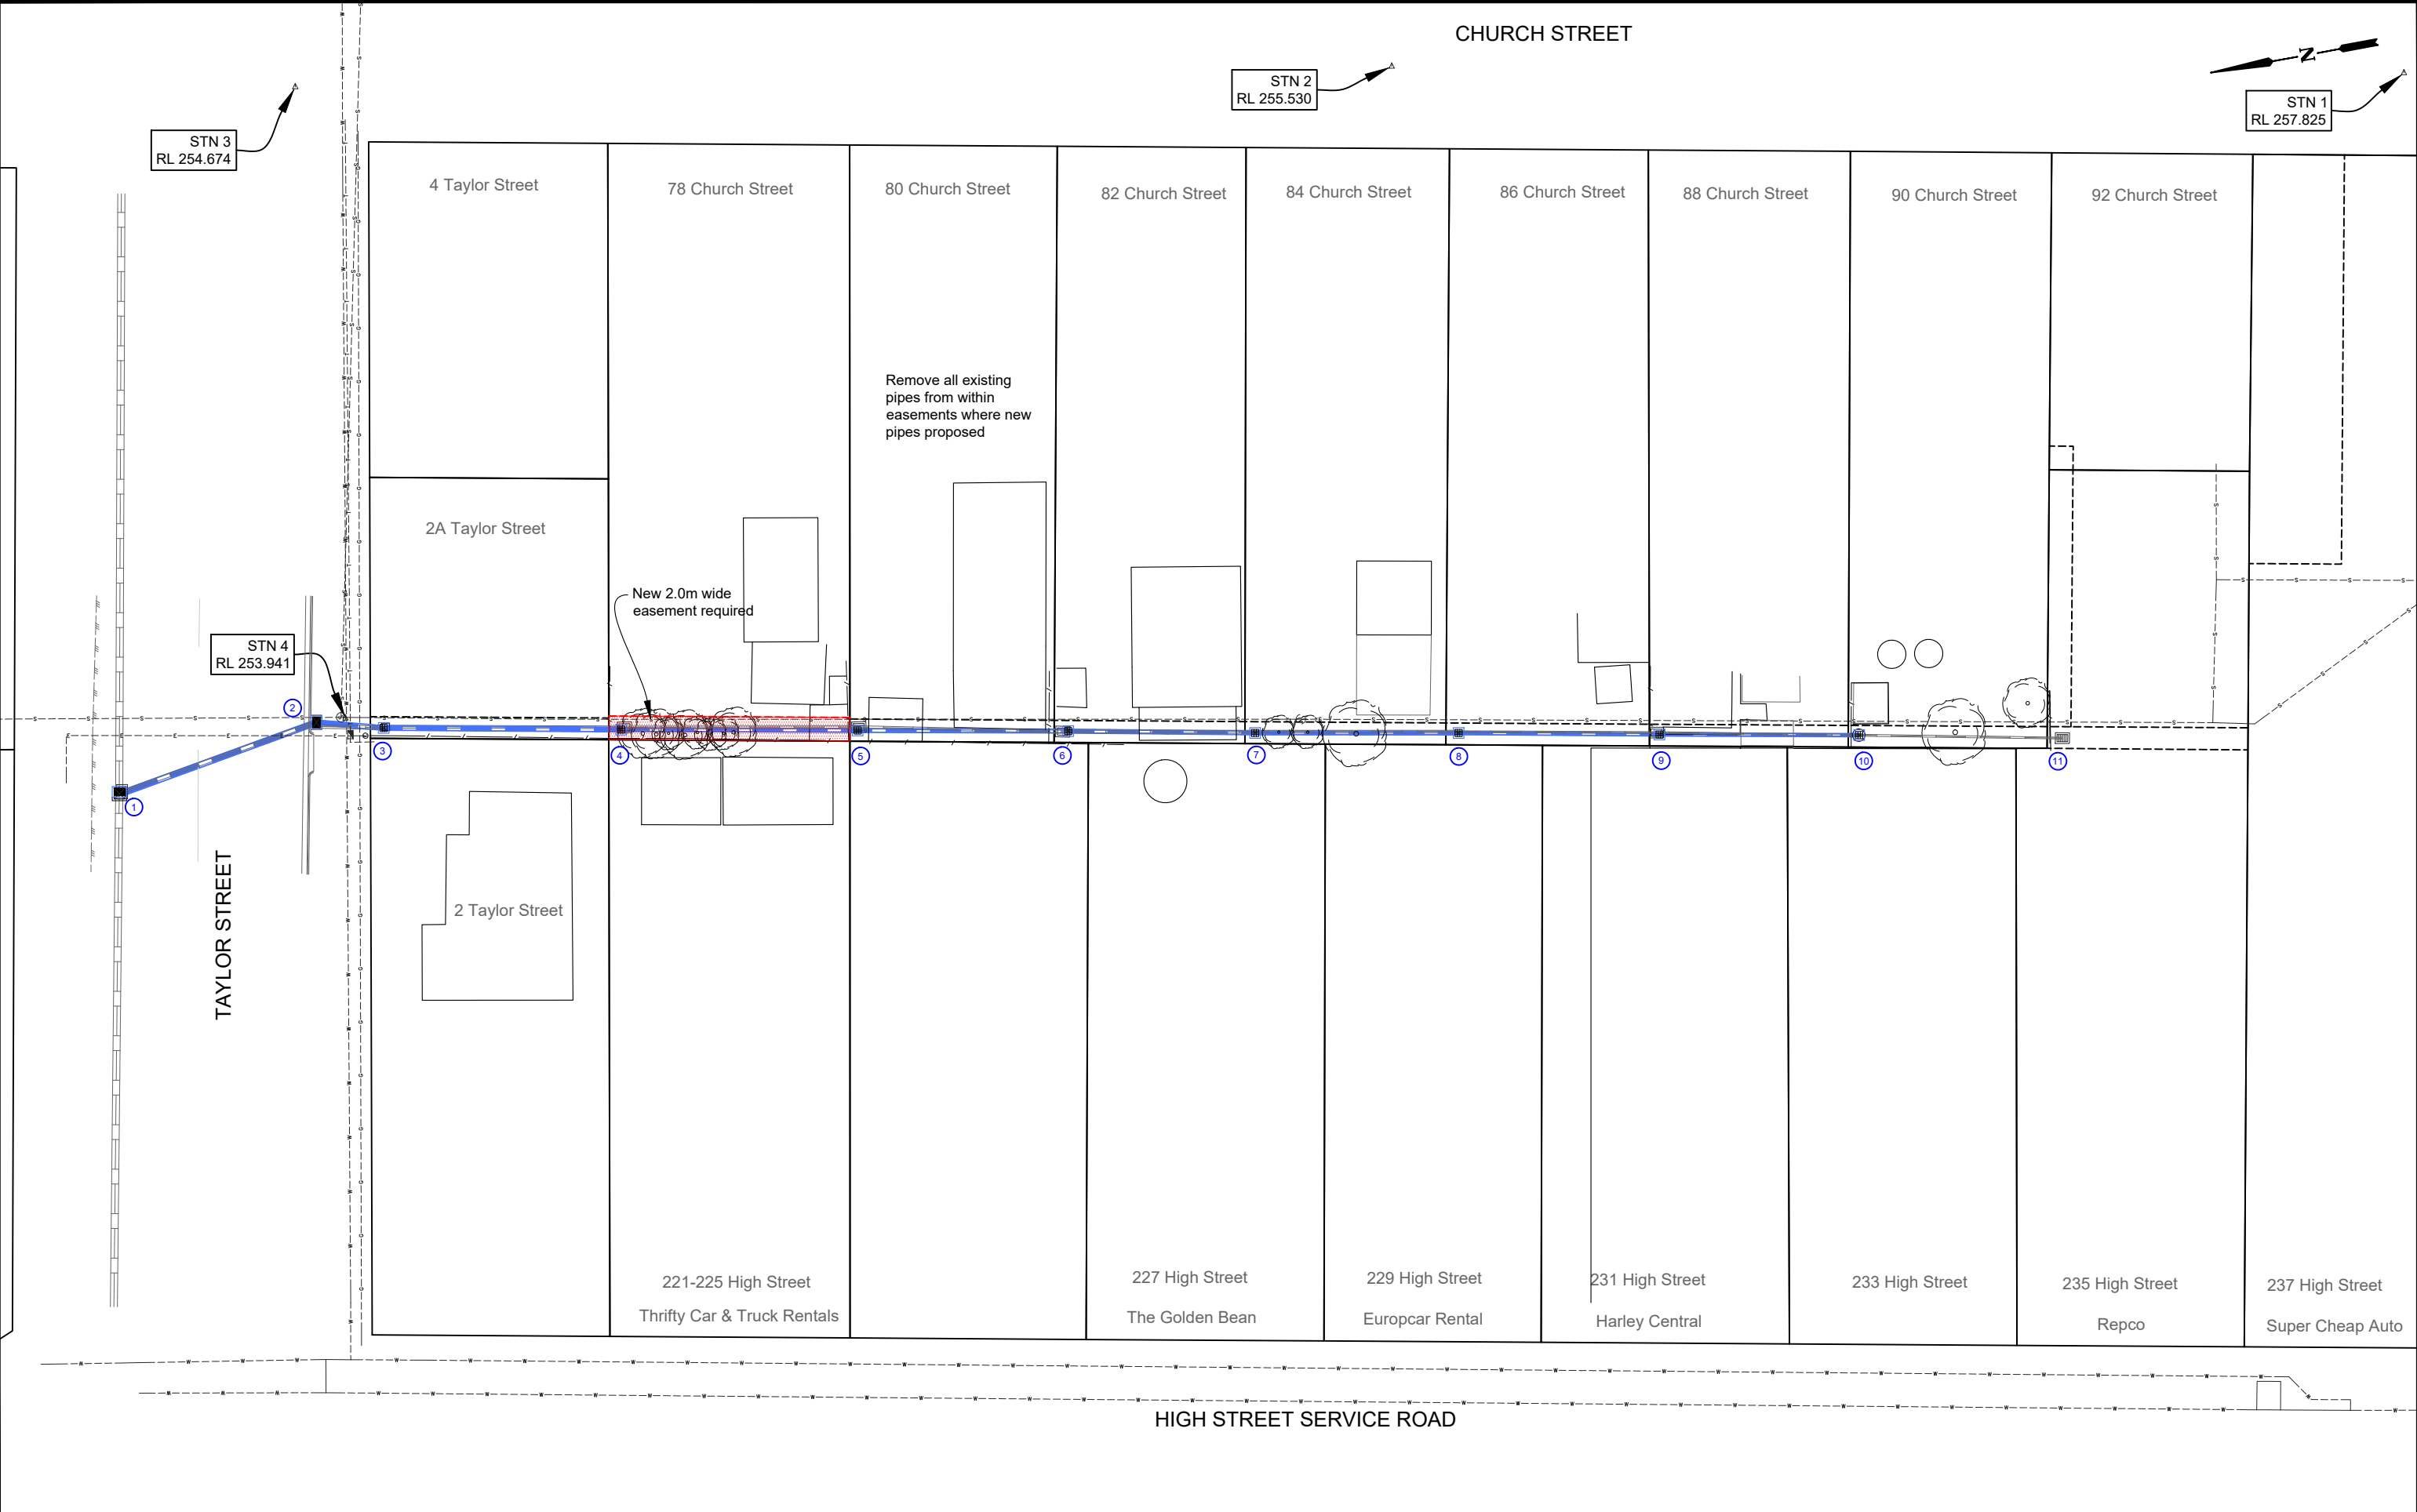 CHURCH STREET
N
STN 2
RL 255.530
STN 1
RL 257.825
STN 3
RL 254.674
4 Taylor Street
78 Church Street
80 Church Street
82 Church Street
84 Church Street
86 Church Street
88 Church Street
90 Church Street
92 Church Street
Remove all existing
pipes from within
easements where new
pipes proposed
2A Taylor Street
New 2.0m wide
easement required
STN 4
RL 253.941
2
1
3
4
5
6
7
8
9
10
11
TAYLOR STREET
2 Taylor Street
221-225 High Street
Thrifty Car & Truck Rentals
227 High Street
The Golden Bean
229 High Street
Europcar Rental
231 High Street
Harley Central
233 High Street
235 High Street
Repco
237 High Street
Super Cheap Auto
HIGH STREET SERVICE ROAD